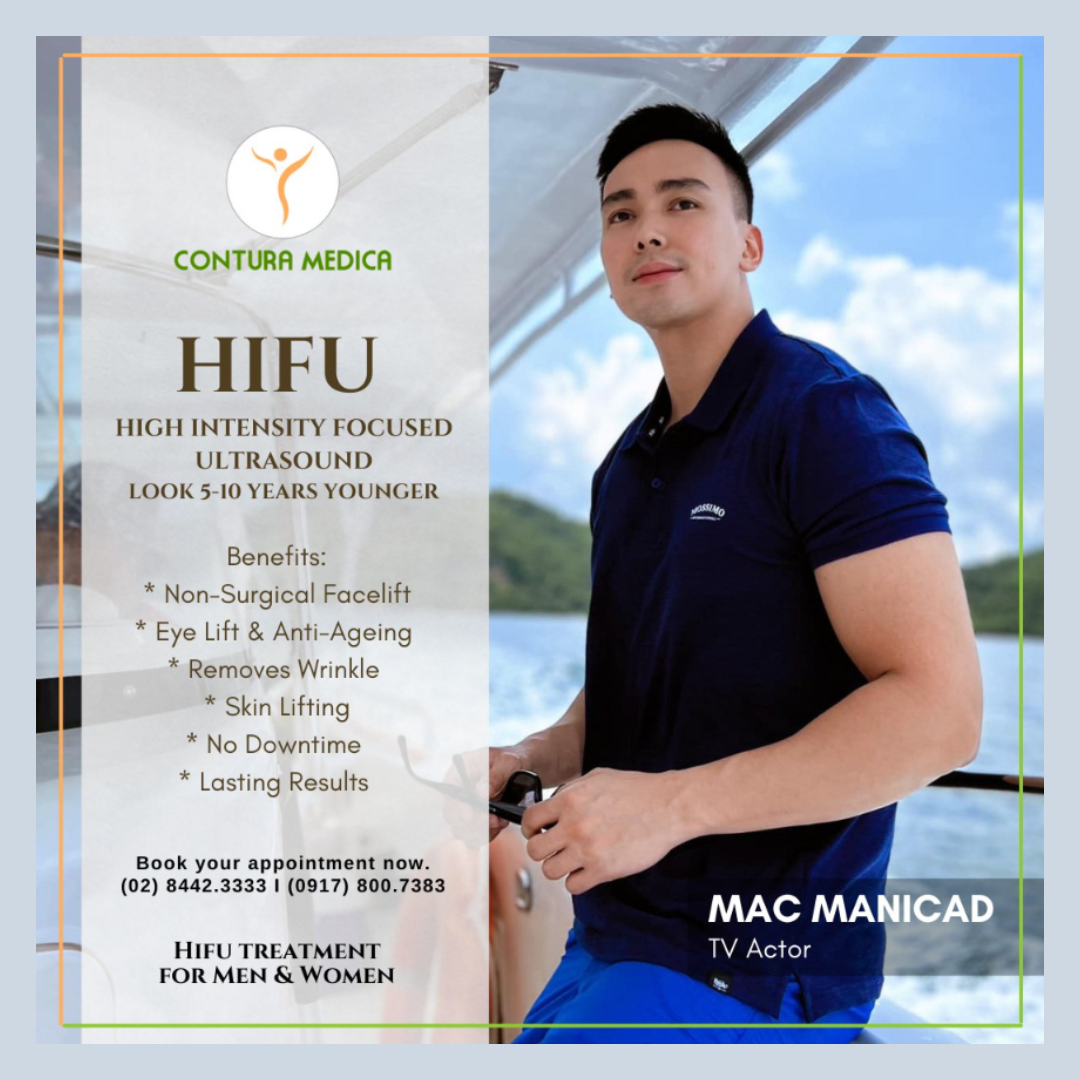 CONTURA MEDICA
HIFU
HIGH INTENSITY FOCUSED
ULTRASOUND
LOOK 5-10 YEARS YOUNGER
Benefits:
* Non-Surgical Facelift
* Eye Lift & Anti-Ageing
* Removes Wrinkle
* Skin Lifting
* No Downtime
* Lasting Results
Book your appointment now.
(02) 8442.3333 I (0917) 800.7383
HIFU TREATMENT
FOR MEN & WOMEN
MOSSIMO
MAC MANICAD
TV Actor